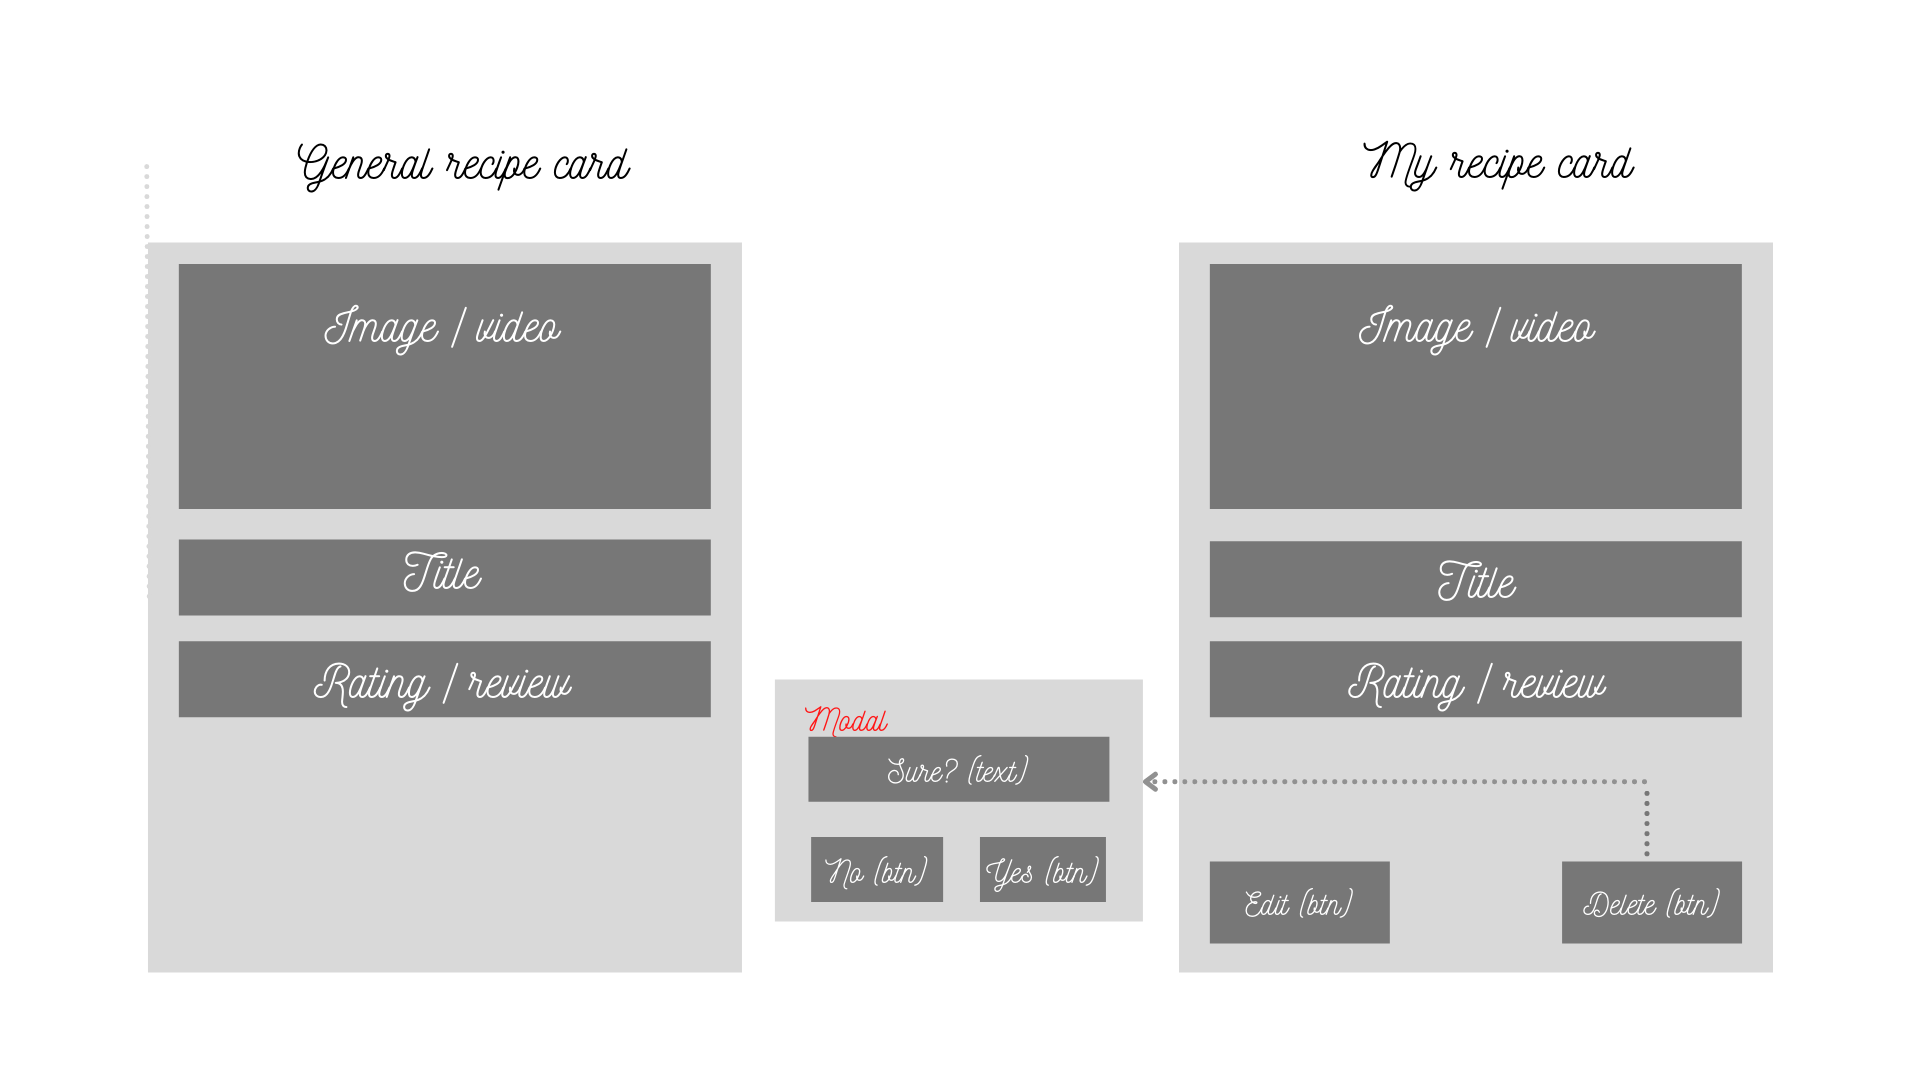 General recipe card
Image / video
Title
Rating / review
Modal
Sure? (text)
No (btn)
Yes (btn)
My recipe card
Image / video
Title
Rating / review
Edit (btn)
Delete (btn)